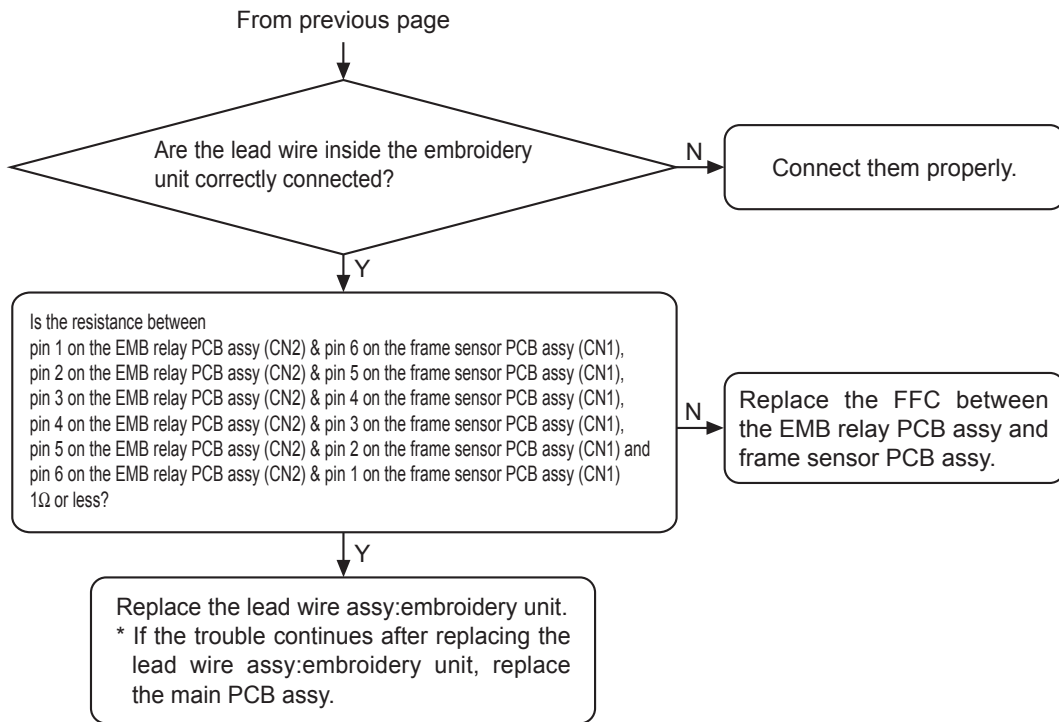 From previous page
Are the lead wire inside the embroidery
unit correctly connected?
N
Connect them properly.
Y
Is the resistance between
pin 1 on the EMB relay PCB assy (CN2) & pin 6 on the frame sensor PCB assy (CN1),
pin 2 on the EMB relay PCB assy (CN2) & pin 5 on the frame sensor PCB assy (CN1),
pin 3 on the EMB relay PCB assy (CN2) & pin 4 on the frame sensor PCB assy (CN1),
pin 4 on the EMB relay PCB assy (CN2) & pin 3 on the frame sensor PCB assy (CN1),
pin 5 on the EMB relay PCB assy (CN2) & pin 2 on the frame sensor PCB assy (CN1) and
pin 6 on the EMB relay PCB assy (CN2) & pin 1 on the frame sensor PCB assy (CN1)
1Ω or less?
N
Replace the FFC between
the EMB relay PCB assy and
frame sensor PCB assy.
Y
Replace the lead wire assy:embroidery unit.
* If the trouble continues after replacing the
lead wire assy:embroidery unit, replace
the main PCB assy.